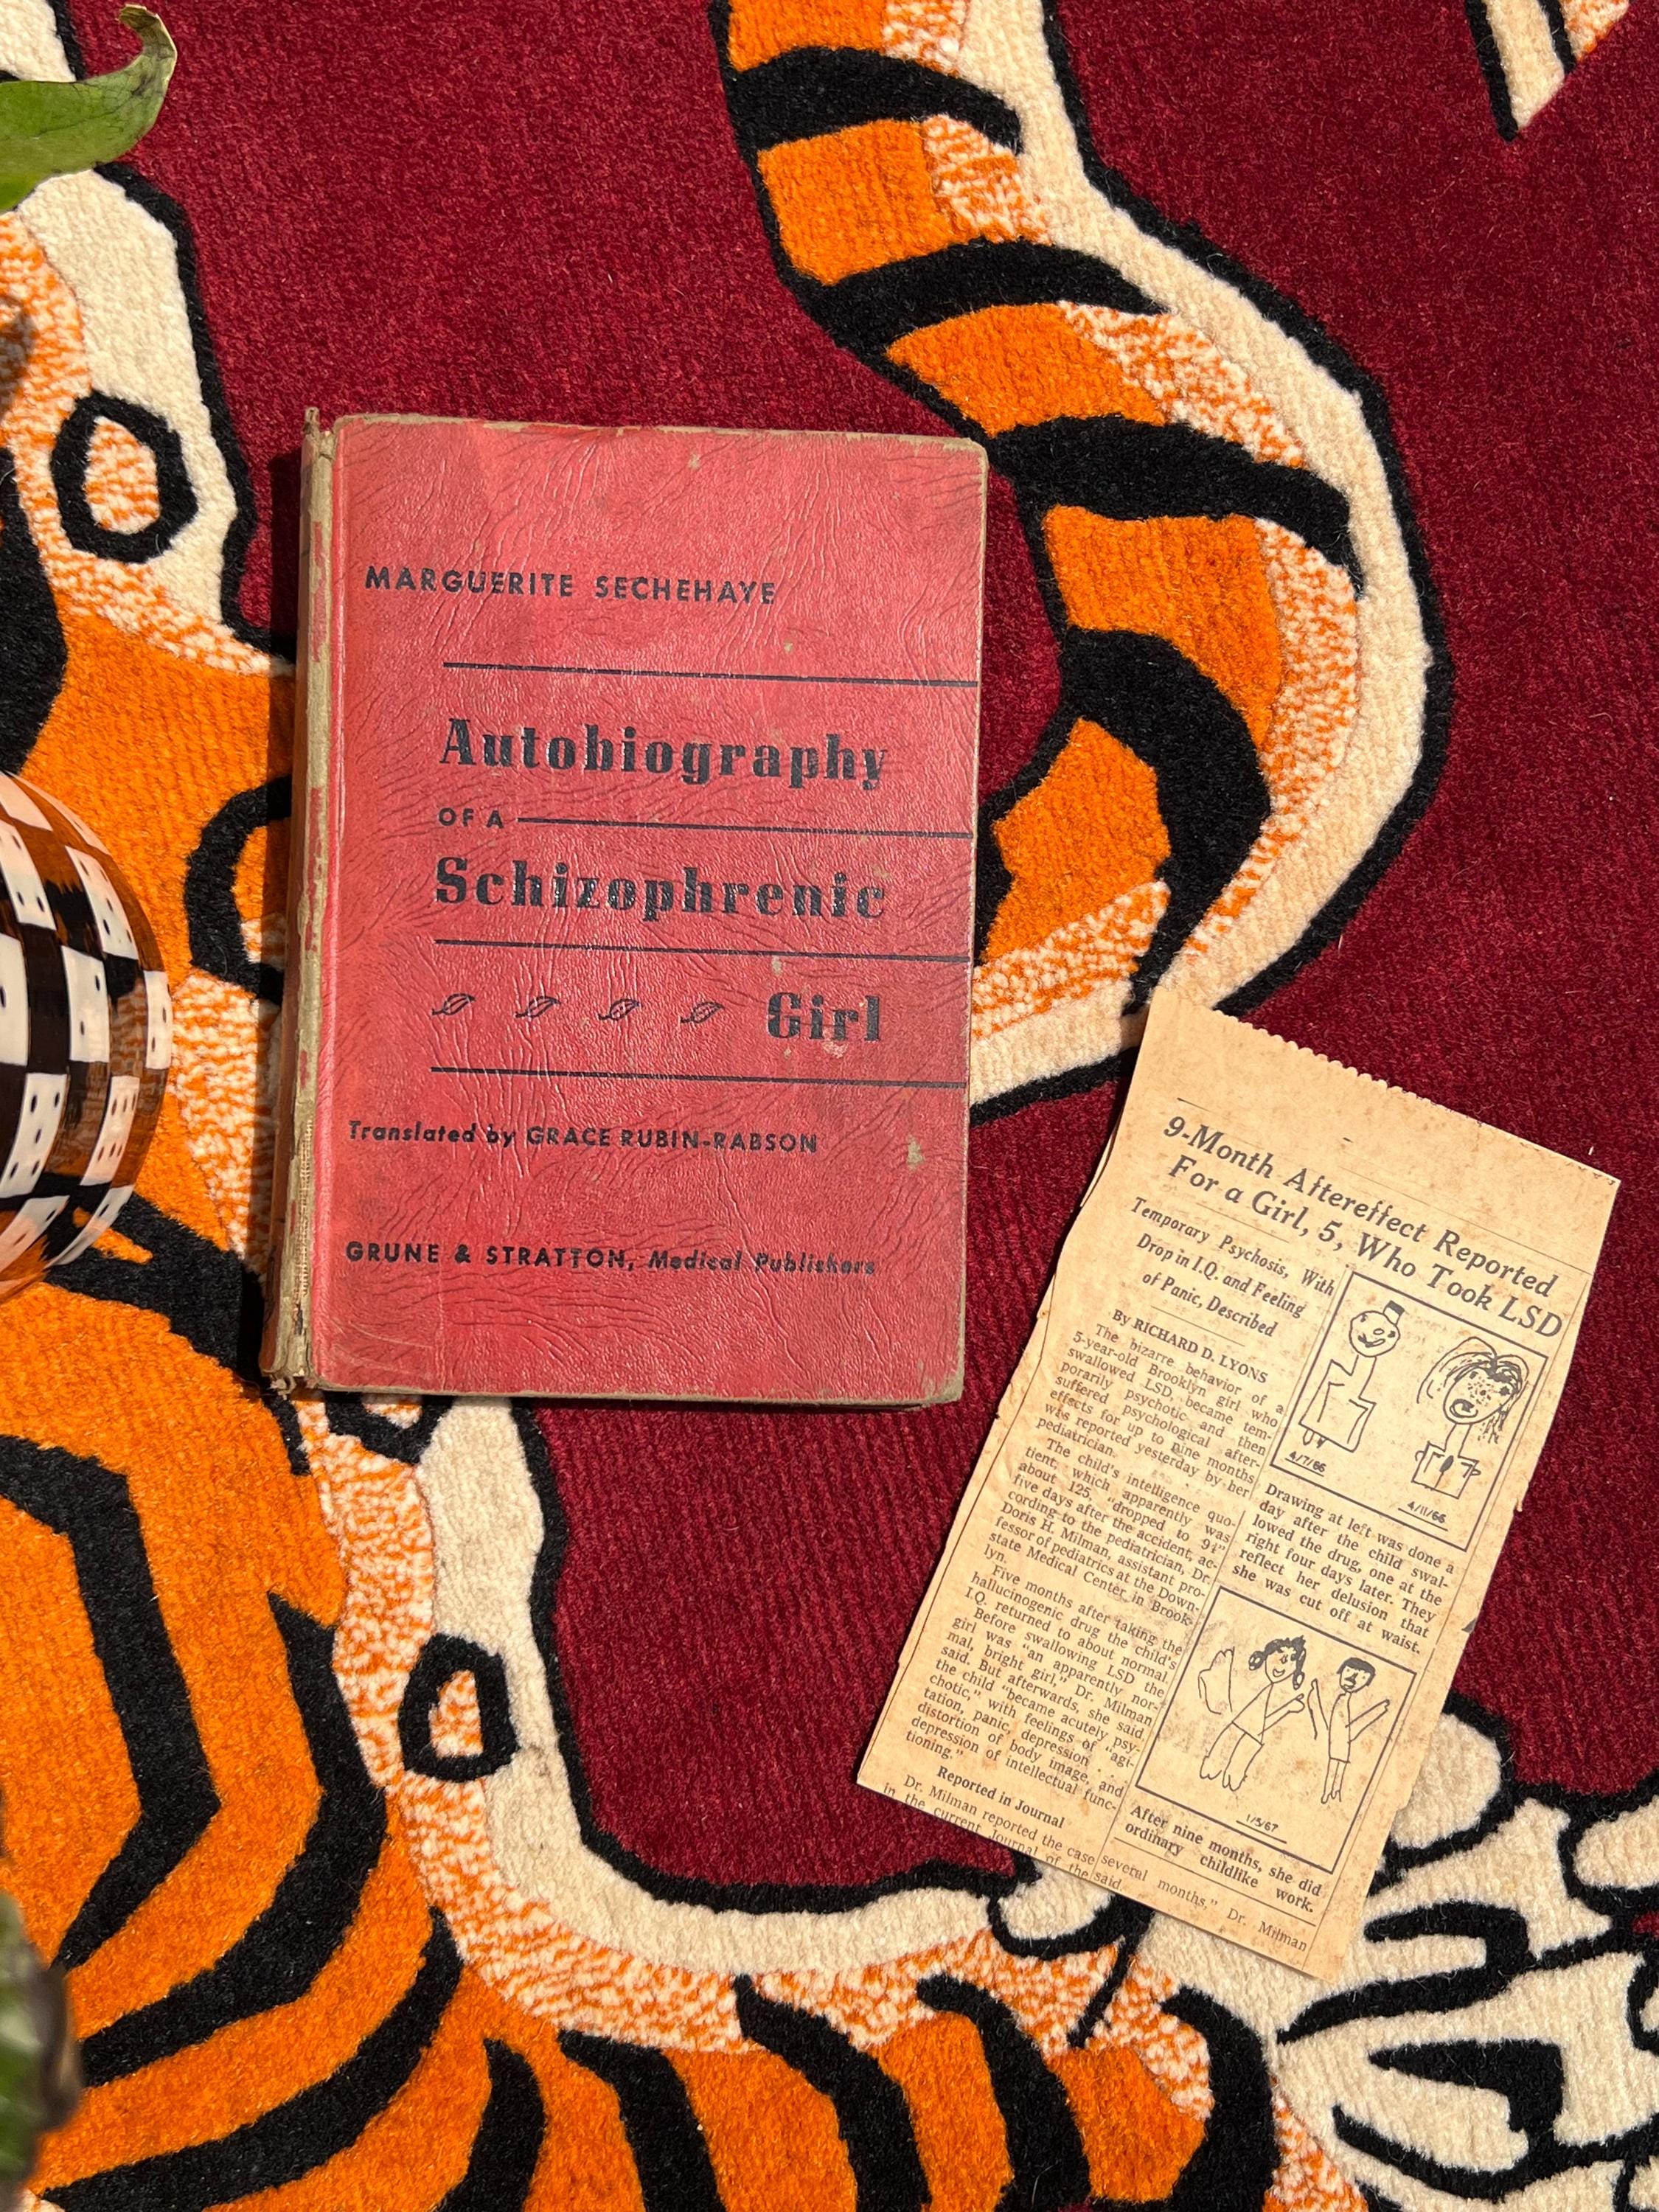 MARGUERITE SECHEHAYE
Autobiography
OF A
Schizophrenic
Girl
Translated by GRACE RUBIN-RABSON
GRUNE & STRATTON, Medical Publishers
9-Month Aftereffect Reported
For a Girl, 5, Who Took LSD
Temporary Psychosis, With
Drop in I.Q. and Feeling
of Panic, Described
By RICHARD D. LYONS
The bizarre behavior of a
5-year-old Brooklyn girl who
swallowed LSD, became tem-
porarily psychotic and then
suffered psychological after-
effects for up to nine months
was reported yesterday by her
pediatrician.
The child's intelligence quo-
tient, which apparently was
about 125, "dropped to
five days after the accident, ac-
cording to the pediatrician, Dr.
Doris H. Milman, assistant pro-
fessor of pediatrics at the Down-
state Medical Center in Brook-
lyn.
Five months after taking the
hallucinogenic drug the child's
I.Q. returned to about normal
Before swallowing LSD the
girl was "an apparently nor-
mal, bright girl," Dr. Milman
said. But afterwards, she said,
the child "became acutely psy-
chotic," with feelings of "agi-
tation, panic, depression . . .
distortion of body image, and
depression of intellectual func-
tioning."
Reported in Journal
Dr. Milman reported the case
in the current Journal of the
4/7/66
4/11/66
Drawing at left was done a
day after the child swal-
lowed the drug, one at the
right four days later. They
reflect her delusion that
she was cut off at waist.
1/5/67
After nine months, she did
ordinary childlike work.
several months," Dr. Milman
said